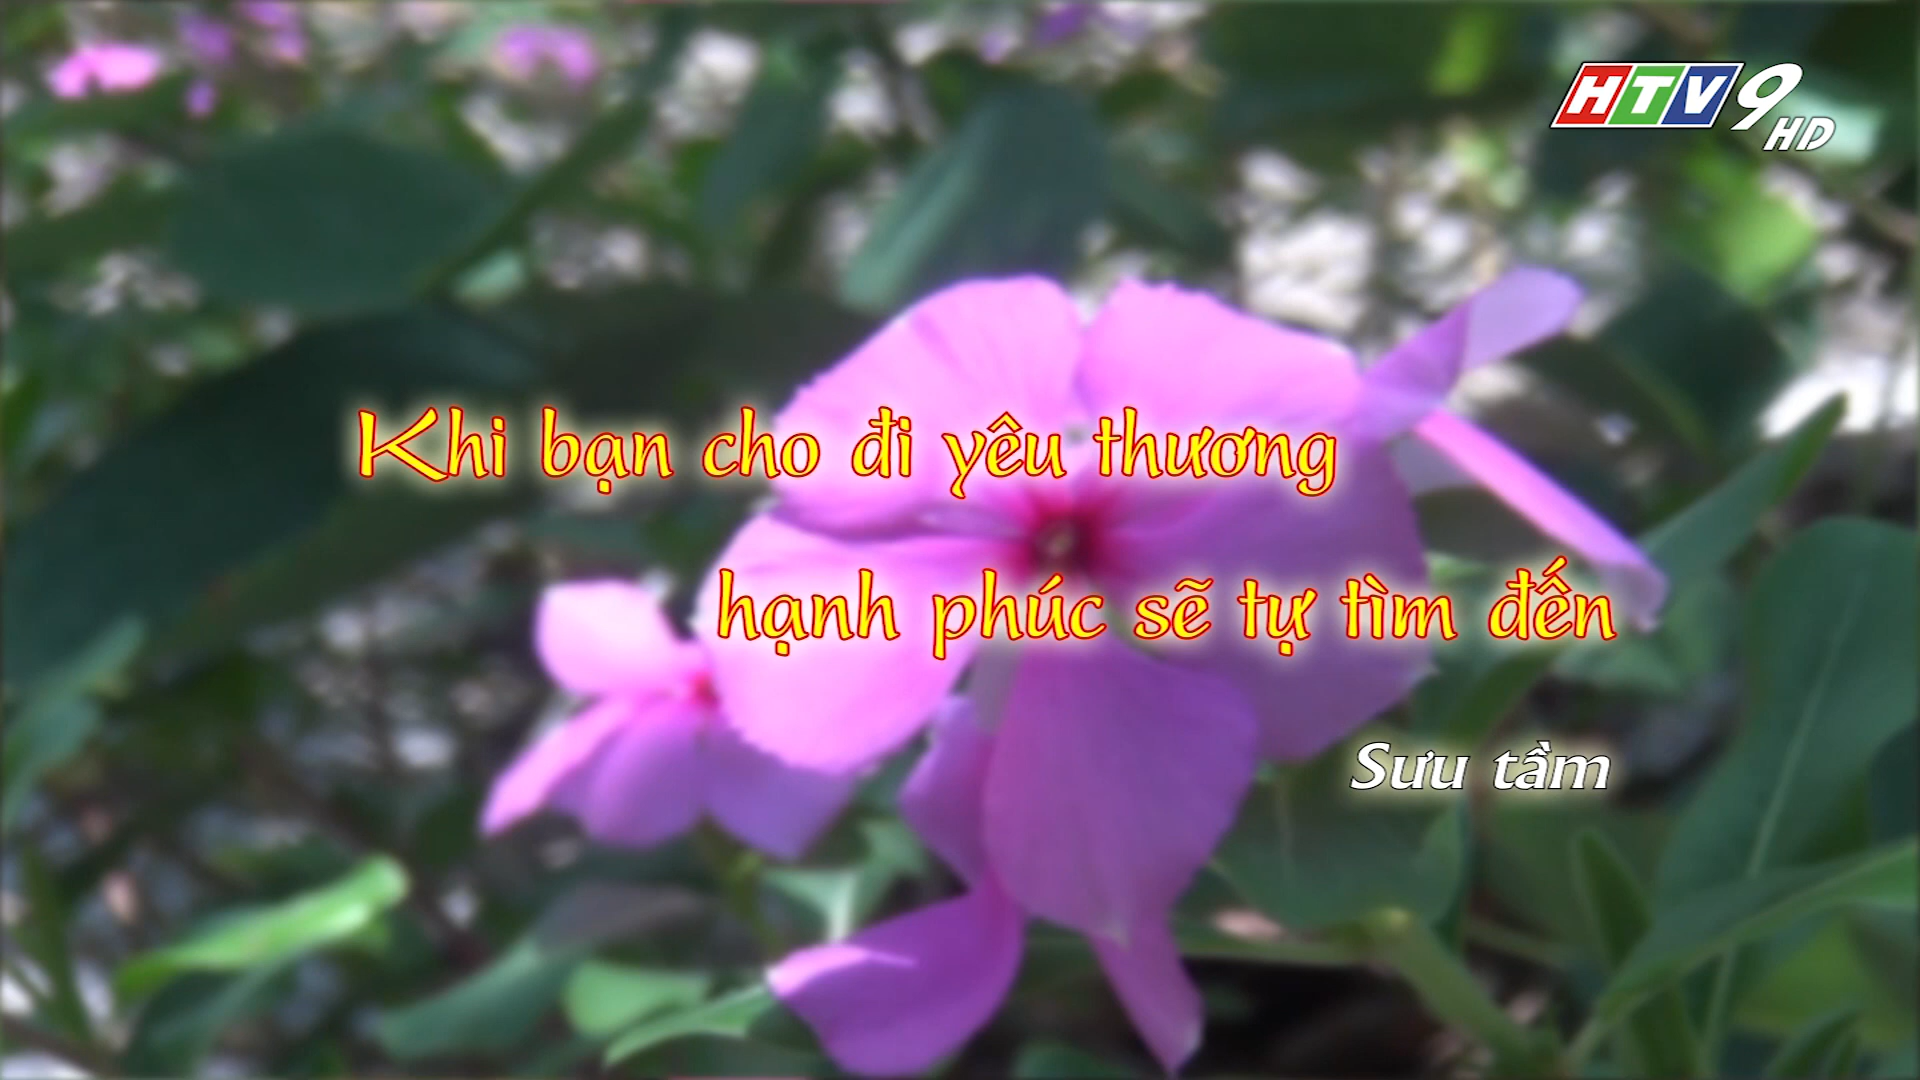 HTV9
HD
Khi bạn cho đi yêu thương
hạnh phúc sẽ tự tìm đến
Sưu tầm